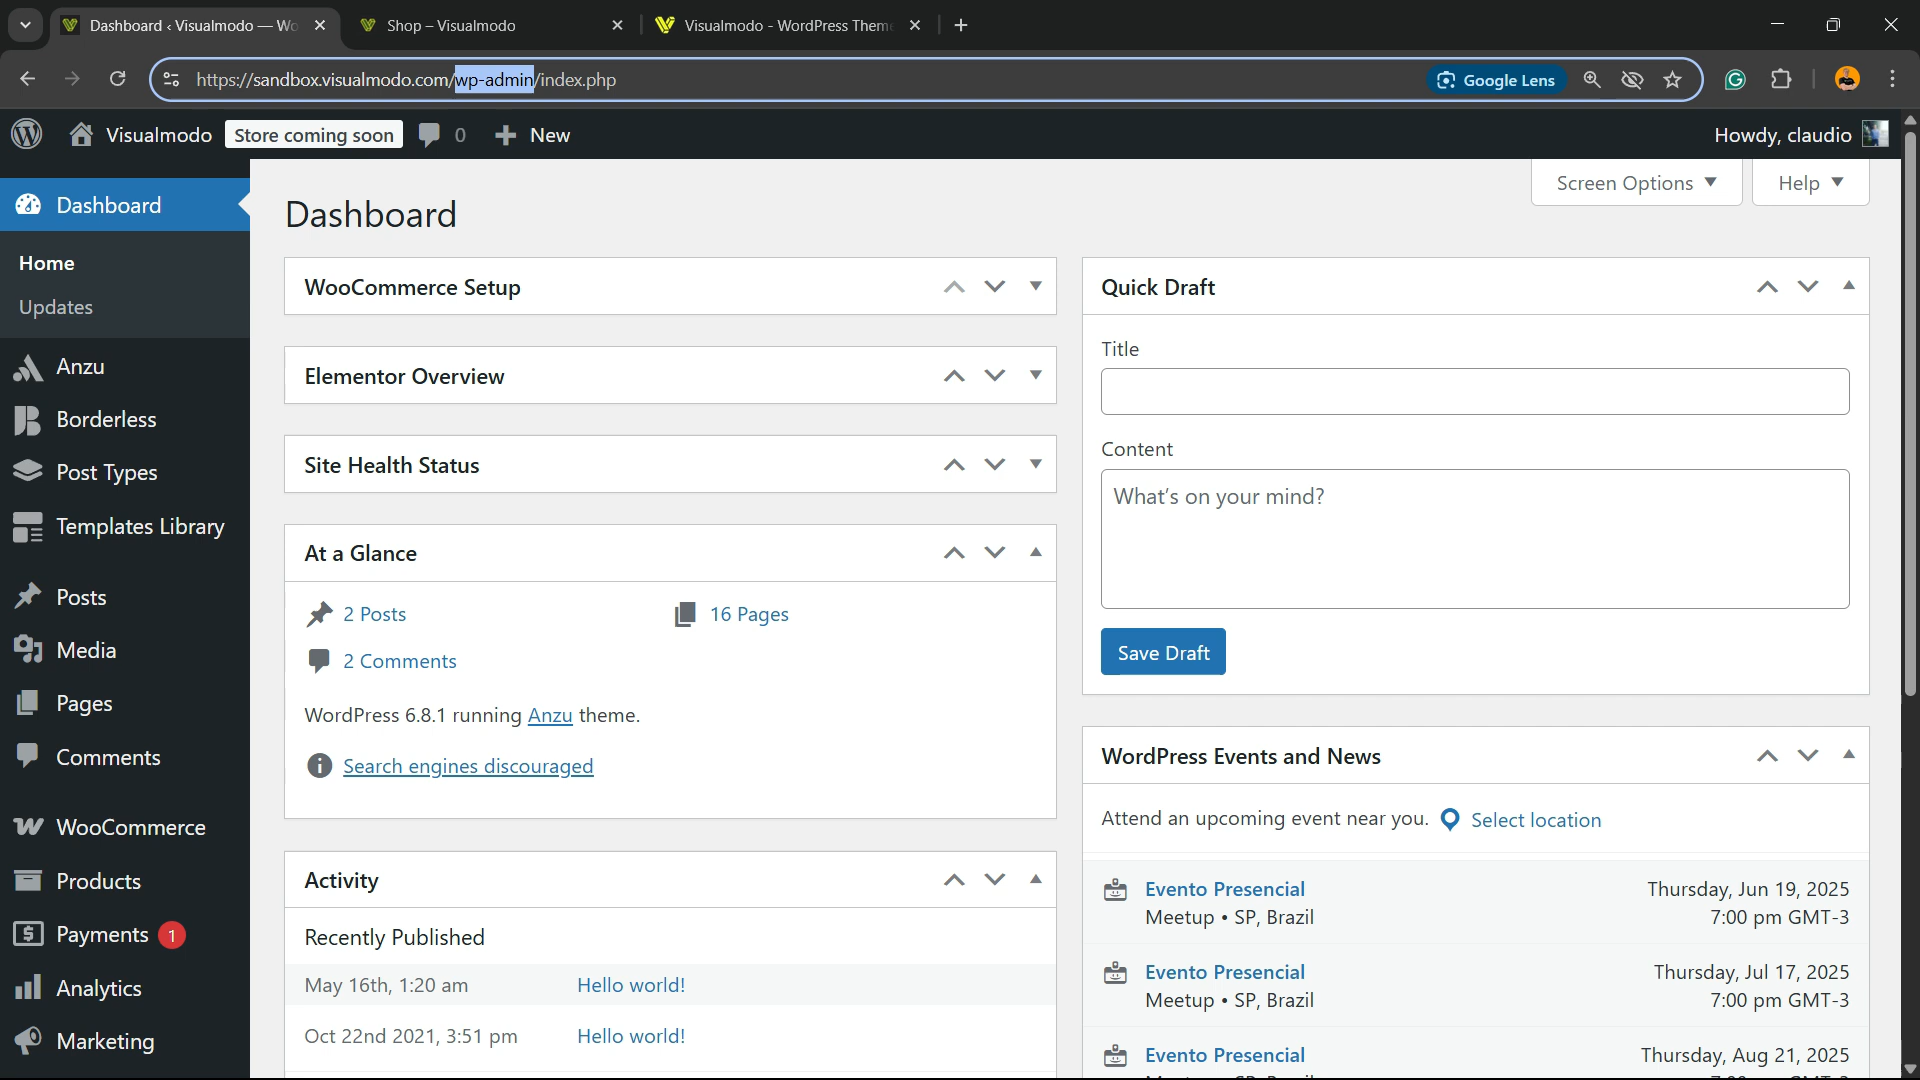 Dashboard ‹ Visualmodo — Wo
Shop – Visualmodo
Visualmodo - WordPress Theme
https://sandbox.visualmodo.com/wp-admin/index.php
Google Lens
Visualmodo
Store coming soon
0
New
Howdy, claudio
Dashboard
Home
Updates
Anzu
Borderless
Post Types
Templates Library
Posts
Media
Pages
Comments
WooCommerce
Products
Payments 1
Analytics
Marketing
Screen Options
Help
Dashboard
WooCommerce Setup
Elementor Overview
Site Health Status
At a Glance
2 Posts
16 Pages
2 Comments
WordPress 6.8.1 running Anzu theme.
Search engines discouraged
Activity
Recently Published
May 16th, 1:20 am Hello world!
Oct 22nd 2021, 3:51 pm Hello world!
Quick Draft
Title
Content
What's on your mind?
Save Draft
WordPress Events and News
Attend an upcoming event near you. Select location
Evento Presencial Thursday, Jun 19, 2025
Meetup • SP, Brazil 7:00 pm GMT-3
Evento Presencial Thursday, Jul 17, 2025
Meetup • SP, Brazil 7:00 pm GMT-3
Evento Presencial Thursday, Aug 21, 2025